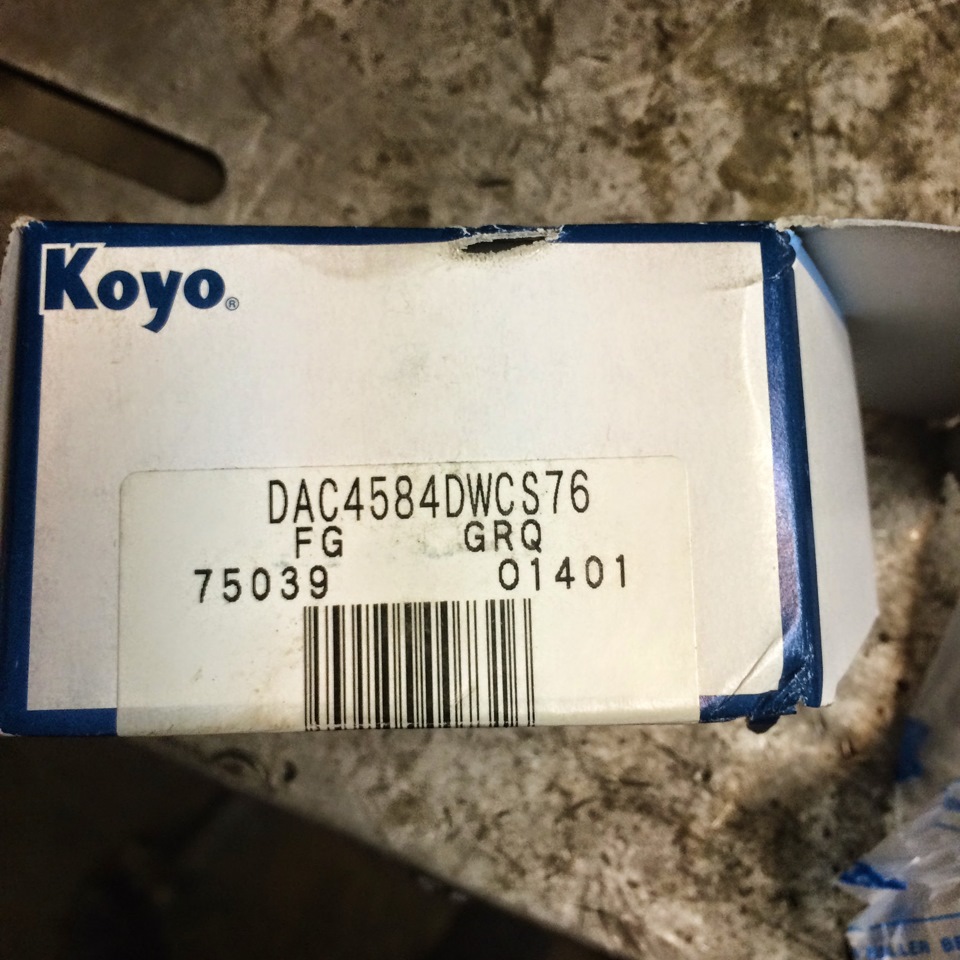 Koyo®
DAC4584DWCS76
FG GRQ
75039 01401